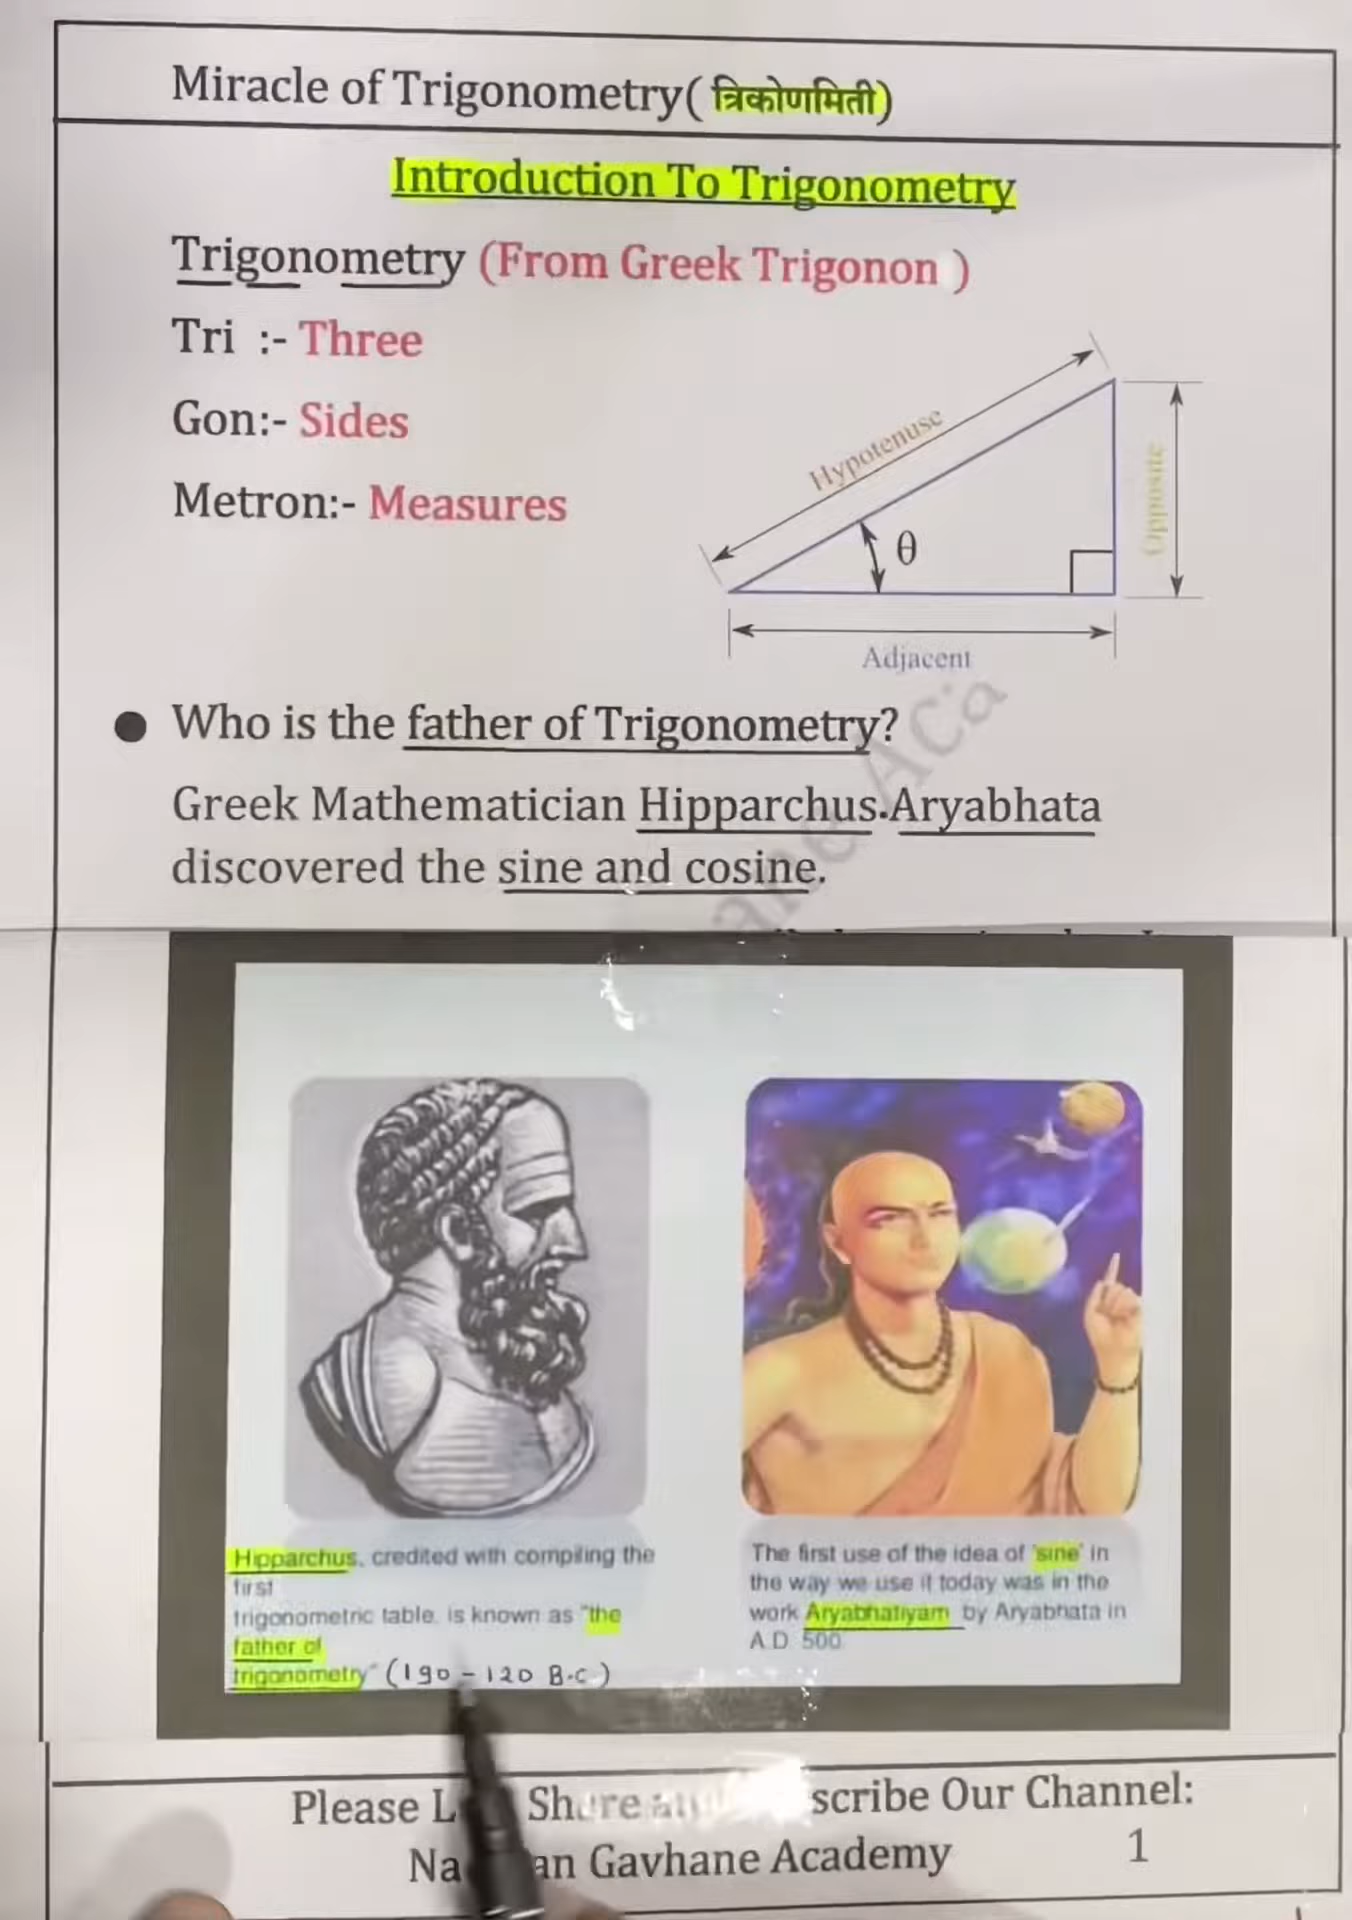 Miracle of Trigonometry( त्रिकोणमिती)
Introduction To Trigonometry
Trigonometry (From Greek Trigonon )
Tri :- Three
Gon:- Sides
Metron:- Measures
Hypotenuse
θ
Opposite
Adjacent
● Who is the father of Trigonometry?
Greek Mathematician Hipparchus.Aryabhata
discovered the sine and cosine.
Hipparchus, credited with compiling the
first
trigonometric table, is known as "the
father of
trigonometry" (190-120 B.C)
The first use of the idea of 'sine' in
the way we use it today was in the
work Aryabhatiyam by Aryabhata in
A.D 500
Please Share scribe Our Channel:
Gavhane Academy 1